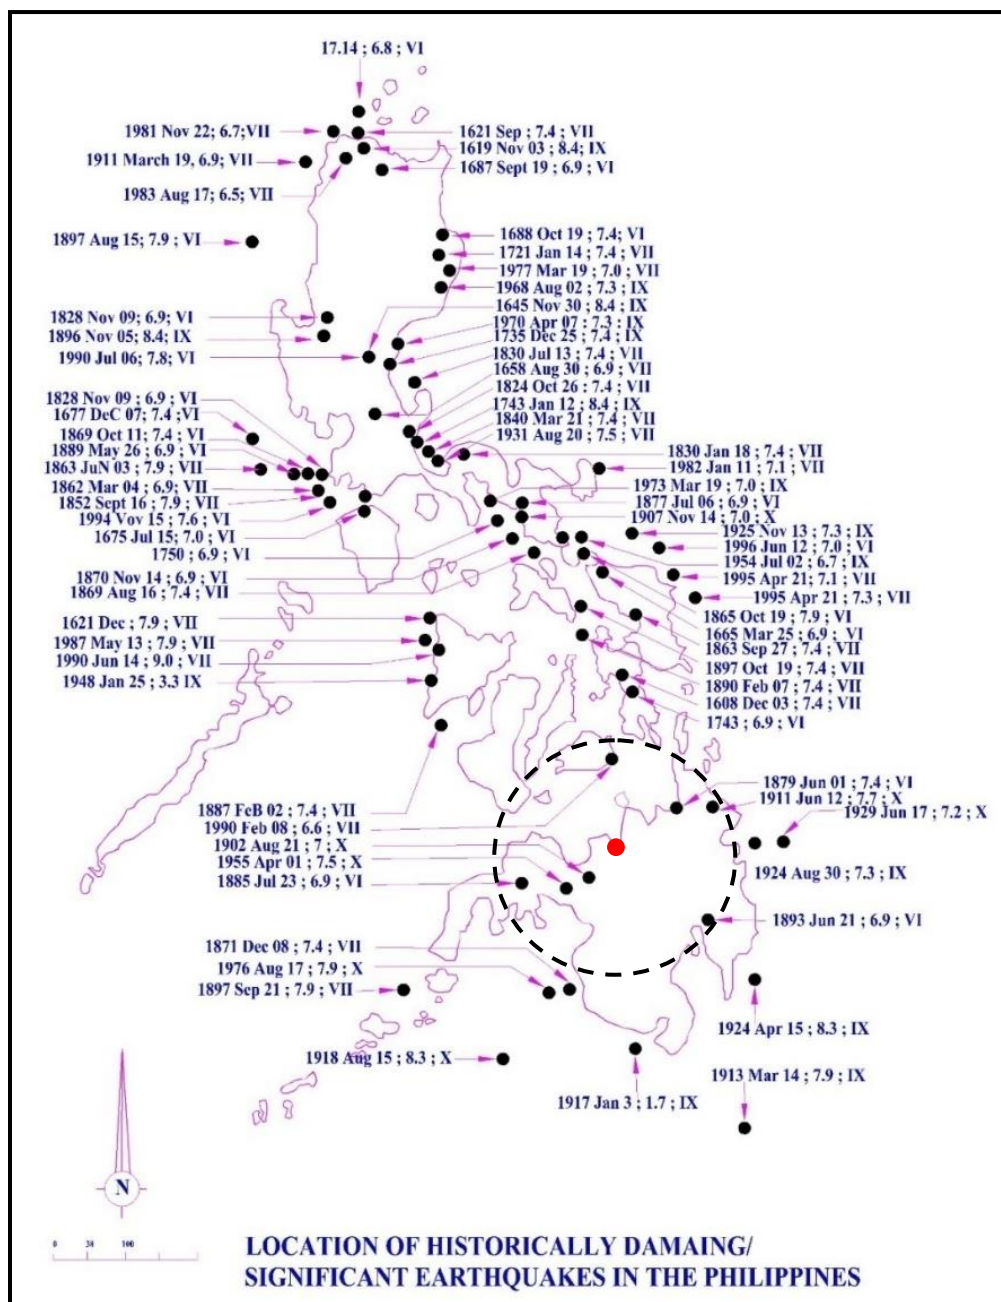 17.14 ; 6.8 ; VI
1981 Nov 22; 6.7;VII
1911 March 19, 6.9; VII
1983 Aug 17; 6.5; VII
1621 Sep ; 7.4 ; VII
1619 Nov 03 ; 8.4; IX
1687 Sept 19 ; 6.9 ; VI
1897 Aug 15; 7.9 ; VI
1688 Oct 19 ; 7.4; VI
1721 Jan 14 ; 7.4 ; VII
1977 Mar 19 ; 7.0 ; VII
1968 Aug 02 ; 7.3 ; IX
1645 Nov 30 ; 8.4 ; IX
1970 Apr 07 ; 7.3 ; IX
1735 Dec 25 ; 7.4 ; IX
1830 Jul 13 ; 7.4 ; VII
1658 Aug 30 ; 6.9 ; VII
1824 Oct 26 ; 7.4 ; VII
1743 Jan 12 ; 8.4 ; IX
1840 Mar 21 ; 7.4 ; VII
1931 Aug 20 ; 7.5 ; VII
1828 Nov 09; 6.9; VI
1896 Nov 05; 8.4; IX
1990 Jul 06; 7.8; VI
1828 Nov 09 ; 6.9 ; VI
1677 DeC 07; 7.4 ;VI
1869 Oct 11; 7.4 ; VI
1889 May 26 ; 6.9 ; VI
1863 JuN 03 ; 7.9 ; VII
1862 Mar 04 ; 6.9; VII
1852 Sept 16 ; 7.9 ; VII
1994 Vov 15 ; 7.6 ; VI
1675 Jul 15; 7.0 ; VI
1750 ; 6.9 ; VI
1870 Nov 14 ; 6.9 ; VI
1869 Aug 16 ; 7.4 ; VII
1830 Jan 18 ; 7.4 ; VII
1982 Jan 11 ; 7.1 ; VII
1973 Mar 19 ; 7.0 ; IX
1877 Jul 06 ; 6.9 ; VI
1907 Nov 14 ; 7.0 ; X
1925 Nov 13 ; 7.3 ; IX
1996 Jun 12 ; 7.0 ; VI
1954 Jul 02 ; 6.7 ; IX
1995 Apr 21; 7.1 ; VII
1995 Apr 21 ; 7.3 ; VII
1865 Oct 19 ; 7.9 ; VI
1665 Mar 25 ; 6.9 ; VI
1863 Sep 27 ; 7.4 ; VII
1897 Oct 19 ; 7.4 ; VII
1890 Feb 07 ; 7.4 ; VII
1608 Dec 03 ; 7.4 ; VII
1743 ; 6.9 ; VI
1621 Dec ; 7.9 ; VII
1987 May 13 ; 7.9 ; VII
1990 Jun 14 ; 9.0 ; VII
1948 Jan 25 ; 3.3 IX
1887 FeB 02 ; 7.4 ; VII
1990 Feb 08 ; 6.6 ; VII
1902 Aug 21 ; 7 ; X
1955 Apr 01 ; 7.5 ; X
1885 Jul 23 ; 6.9 ; VI
1879 Jun 01 ; 7.4 ; VI
1911 Jun 12 ; 7.7 ; X
1929 Jun 17 ; 7.2 ; X
1924 Aug 30 ; 7.3 ; IX
1893 Jun 21 ; 6.9 ; VI
1871 Dec 08 ; 7.4 ; VII
1976 Aug 17 ; 7.9 ; X
1897 Sep 21 ; 7.9 ; VII
1924 Apr 15 ; 8.3 ; IX
1918 Aug 15 ; 8.3 ; X
1913 Mar 14 ; 7.9 ; IX
1917 Jan 3 ; 1.7 ; IX
N
0 50 100
LOCATION OF HISTORICALLY DAMAING/
SIGNIFICANT EARTHQUAKES IN THE PHILIPPINES